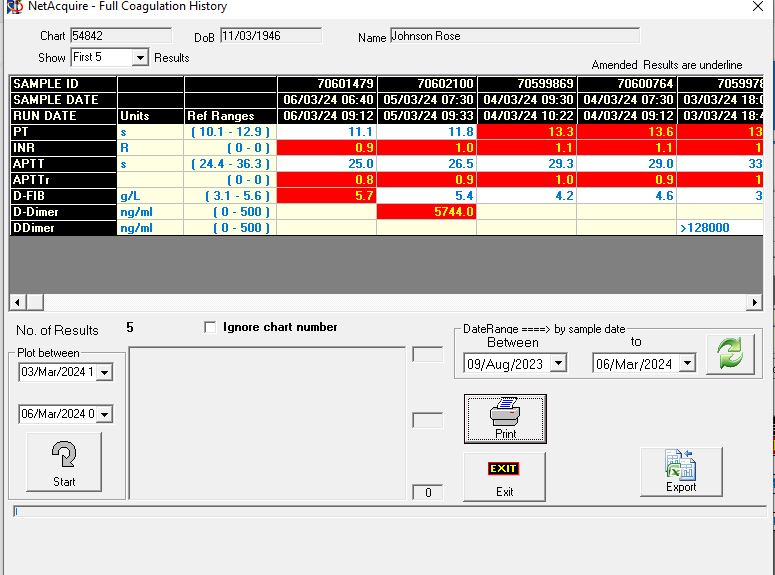 NetAcquire - Full Coagulation History
Chart 54842 DoB 11/03/1946 Name Johnson Rose
Show First 5 Results
Amended Results are underline
SAMPLE ID 70601479 70602100 70599869 70600764 7059978
SAMPLE DATE 06/03/24 06:40 05/03/24 07:30 04/03/24 09:30 04/03/24 07:30 03/03/24 18:0
RUN DATE Units Ref Ranges 06/03/24 09:12 05/03/24 09:33 04/03/24 10:22 04/03/24 09:12 03/03/24 18:4
PT s ( 10.1 - 12.9 ) 11.1 11.8 13.3 13.6 13
INR R ( 0 - 0 ) 0.9 1.0 1.1 1.1 1
APTT s ( 24.4 - 36.3 ) 25.0 26.5 29.3 29.0 33
APTTr ( 0 - 0 ) 0.8 0.9 1.0 0.9 1
D-FIB g/L ( 3.1 - 5.6 ) 5.7 5.4 4.2 4.6 3
D-Dimer ng/ml ( 0 - 500 ) 5744.0
DDimer ng/ml ( 0 - 500 ) >128000
No. of Results 5 Ignore chart number
DateRange ====> by sample date
Between to
09/Aug/2023 06/Mar/2024
Plot between
03/Mar/2024 1
06/Mar/2024 0
Start
Print
EXIT
Exit
0
Export